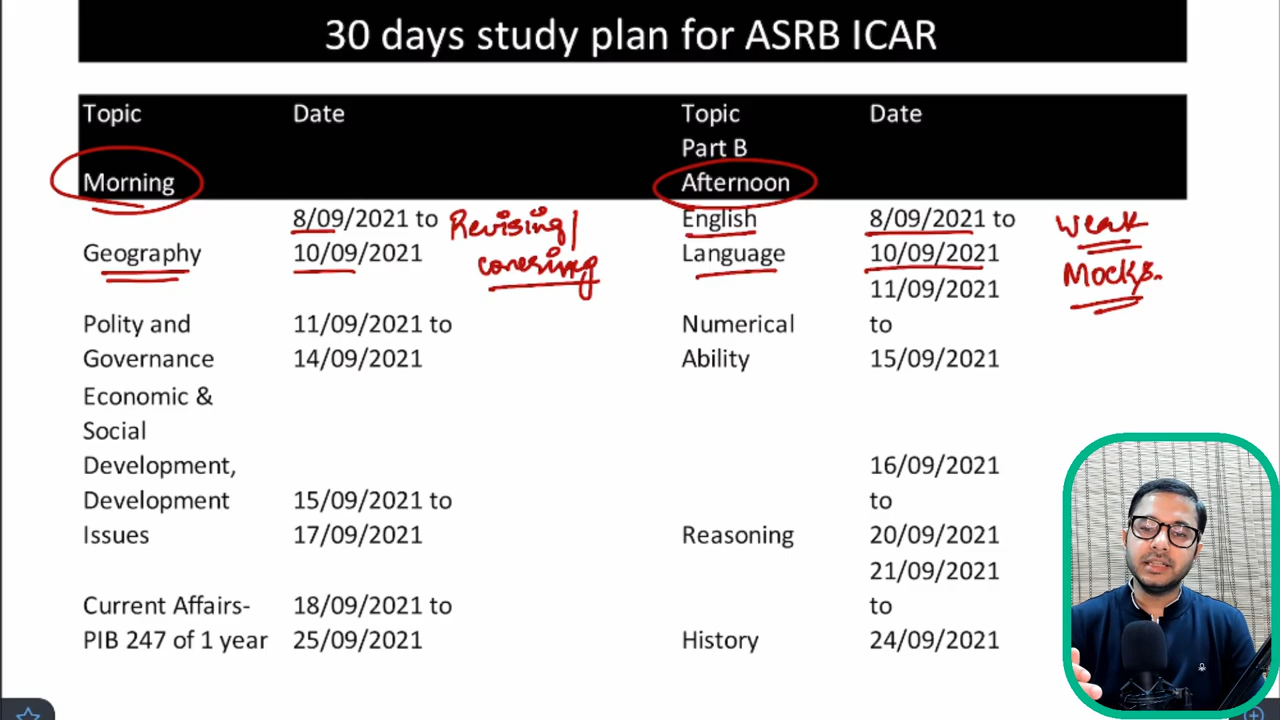 30 days study plan for ASRB ICAR
Topic Date Topic Date
Part B
Morning Afternoon
8/09/2021 to Revising/ English 8/09/2021 to Weak
Geography 10/09/2021 covering Language 10/09/2021 Mocks.
11/09/2021
Polity and 11/09/2021 to Numerical to
Governance 14/09/2021 Ability 15/09/2021
Economic &
Social
Development, 16/09/2021
Development 15/09/2021 to to
Issues 17/09/2021 Reasoning 20/09/2021
21/09/2021
Current Affairs- 18/09/2021 to to
PIB 247 of 1 year 25/09/2021 History 24/09/2021